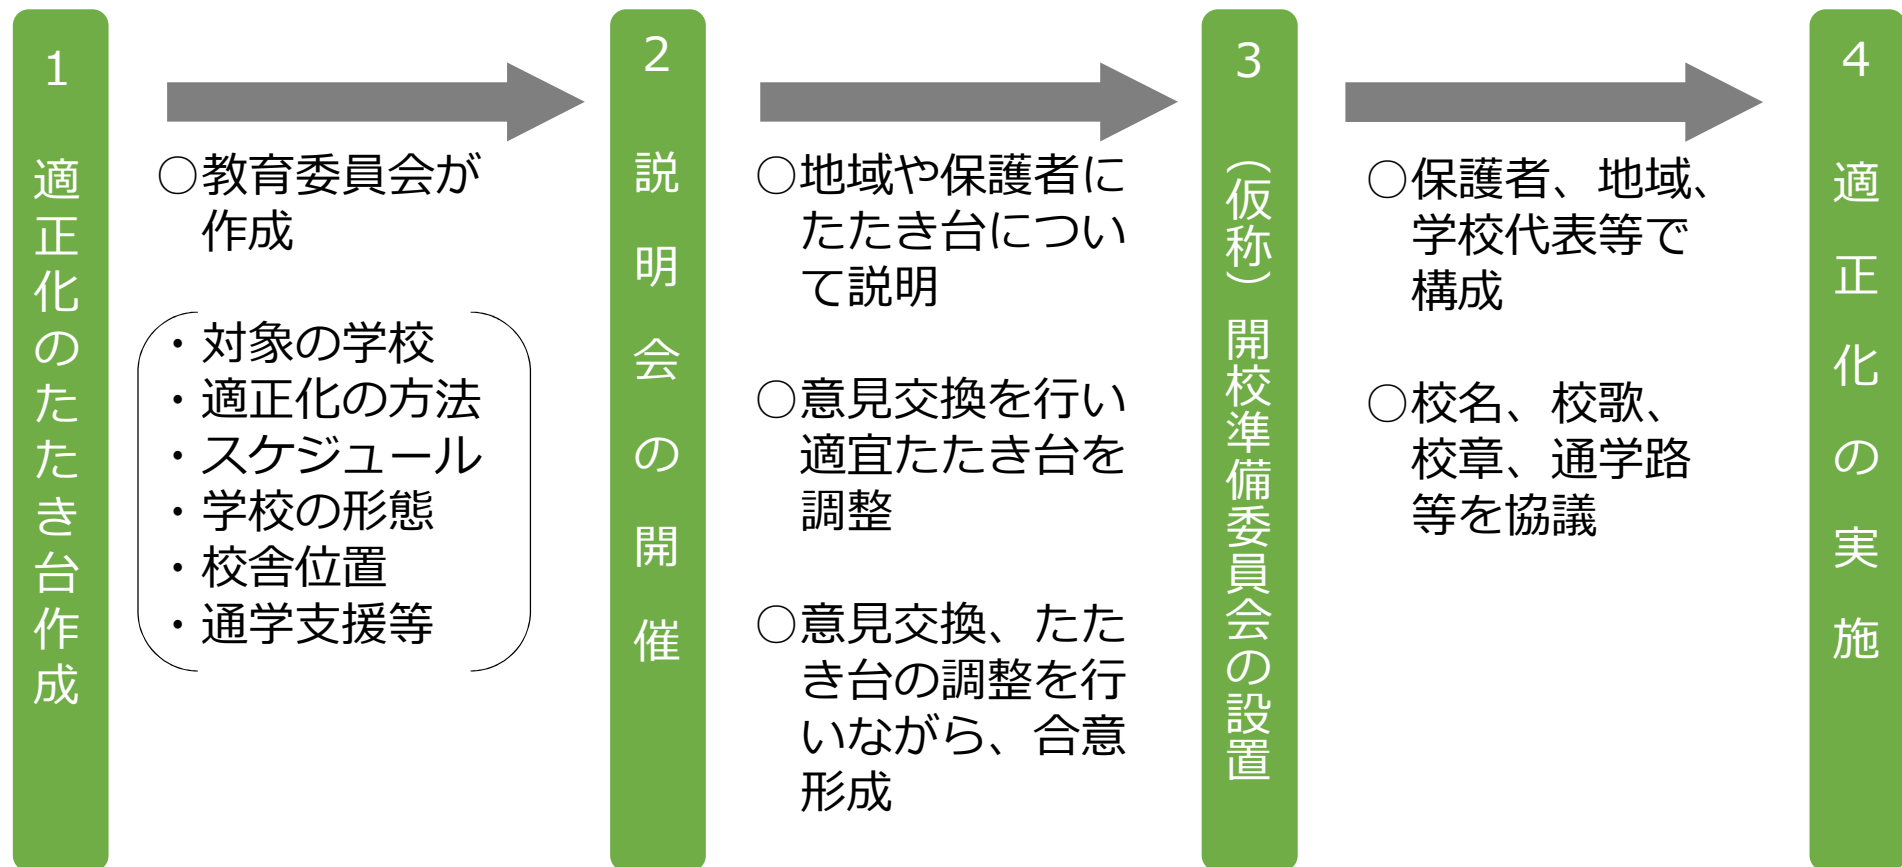 1 適正化のたたき台作成
○教育委員会が
作成
・対象の学校
・適正化の方法
・スケジュール
・学校の形態
・校舎位置
・通学支援等
2 説明会の開催
○地域や保護者に
たたき台につい
て説明
○意見交換を行い
適宜たたき台を
調整
○意見交換、たた
き台の調整を行
いながら、合意
形成
3 （仮称）開校準備委員会の設置
○保護者、地域、
学校代表等で
構成
○校名、校歌、
校章、通学路
等を協議
4 適正化の実施